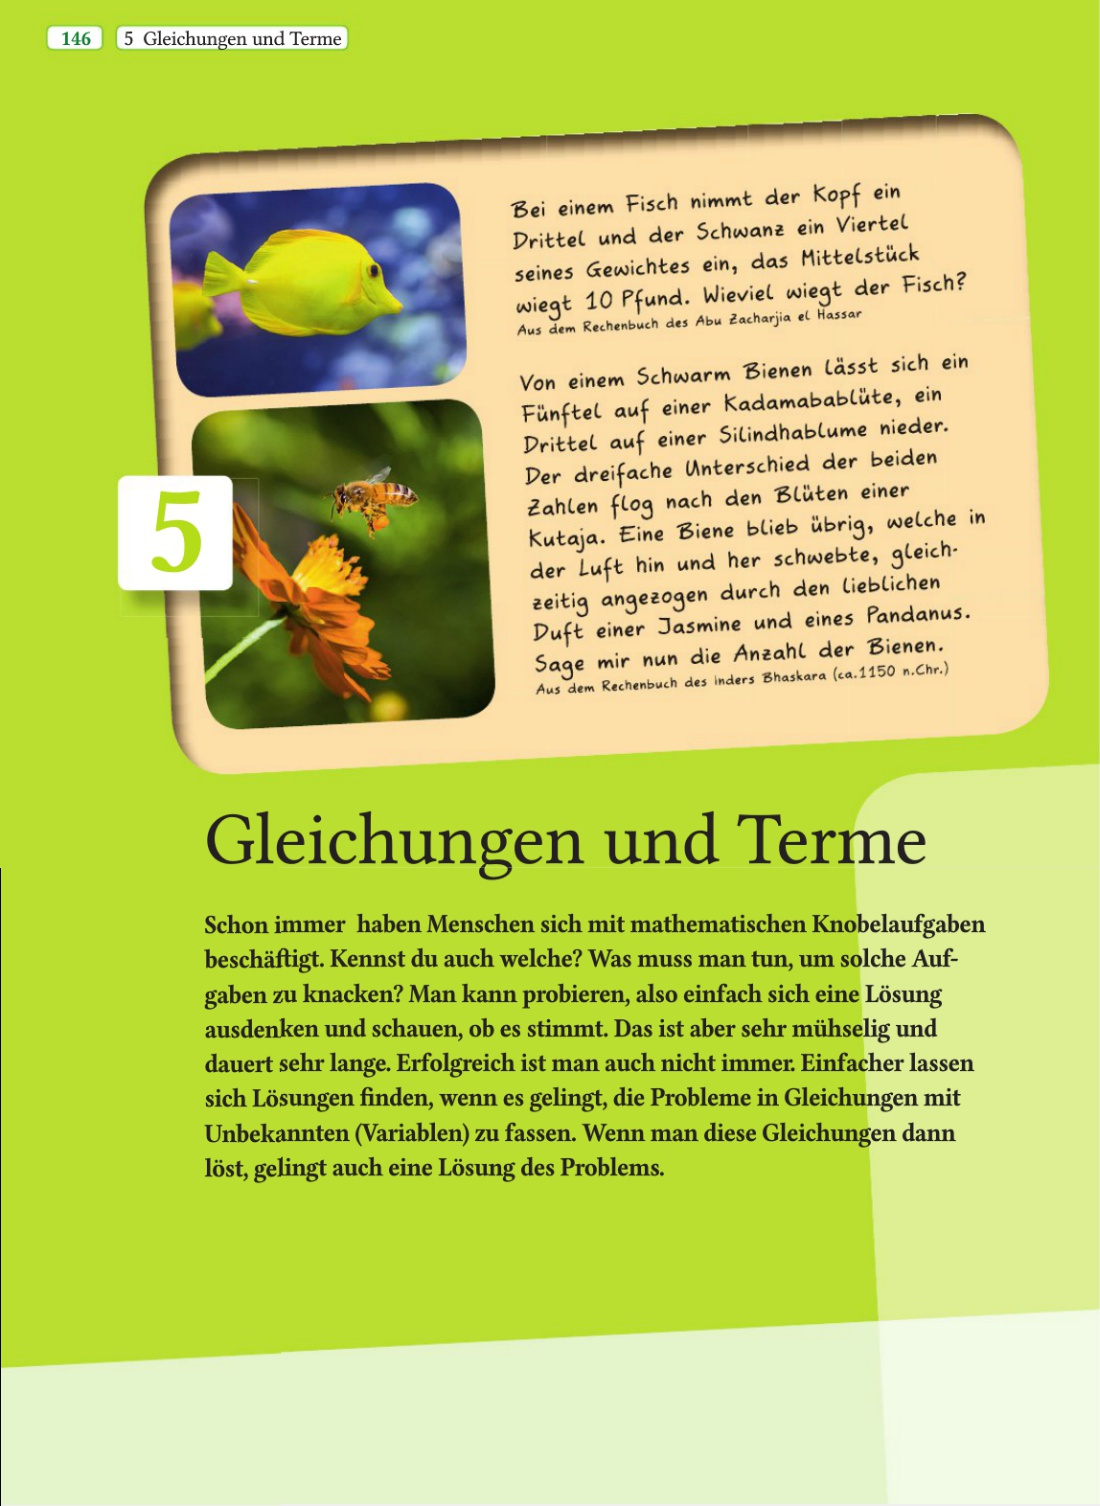 146
5 Gleichungen und Terme
Bei einem Fisch nimmt der Kopf ein
Drittel und der Schwanz ein Viertel
seines Gewichtes ein, das Mittelstück
wiegt 10 Pfund. Wieviel wiegt der Fisch?
Aus dem Rechenbuch des Abu Zacharjia el Hassar
Von einem Schwarm Bienen lässt sich ein
Fünftel auf einer Kadamabablüte, ein
Drittel auf einer Silindhablume nieder.
Der dreifache Unterschied der beiden
Zahlen flog nach den Blüten einer
Kutaja. Eine Biene blieb übrig, welche in
der Luft hin und her schwebte, gleich-
zeitig angezogen durch den lieblichen
Duft einer Jasmine und eines Pandanus.
Sage mir nun die Anzahl der Bienen.
Aus dem Rechenbuch des Inders Bhaskara (ca.1150 n.Chr.)
5
Gleichungen und Terme
Schon immer haben Menschen sich mit mathematischen Knobelaufgaben
beschäftigt. Kennst du auch welche? Was muss man tun, um solche Auf-
gaben zu knacken? Man kann probieren, also einfach sich eine Lösung
ausdenken und schauen, ob es stimmt. Das ist aber sehr mühselig und
dauert sehr lange. Erfolgreich ist man auch nicht immer. Einfacher lassen
sich Lösungen finden, wenn es gelingt, die Probleme in Gleichungen mit
Unbekannten (Variablen) zu fassen. Wenn man diese Gleichungen dann
löst, gelingt auch eine Lösung des Problems.